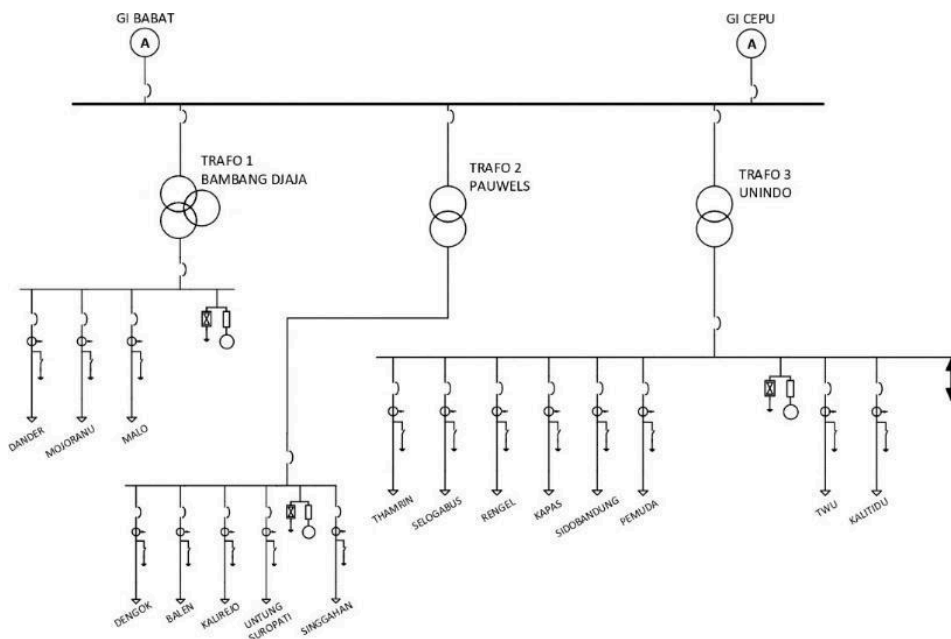 GI BABAT
A
GI CEPU
A
TRAFO 1
BAMBANG DJAJA
TRAFO 2
PAUWELS
TRAFO 3
UNINDO
DANDER
MOJORANU
MALO
THAMRIN
SELOGABUS
RENGEL
KAPAS
SIDOBANDUNG
PEMUDA
TWU
KALITIDU
DENGOK
BALEN
KALIREJO
UNTUNG
SUROPATI
SINGGAHAN